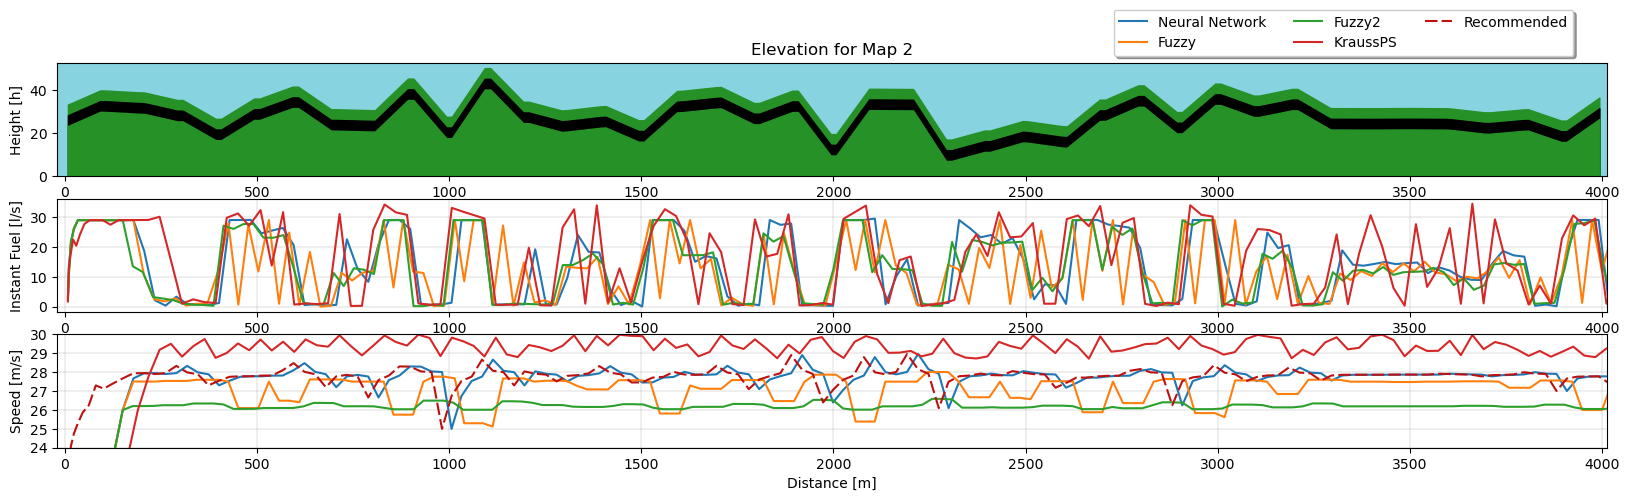 Neural Network Fuzzy2 Recommended
Fuzzy KraussPS
Elevation for Map 2
Height [h]
40
20
0
0 500 1000 1500 2000 2500 3000 3500 4000
Instant Fuel [l/s]
30
20
10
0
0 500 1000 1500 2000 2500 3000 3500 4000
Speed [m/s]
30
29
28
27
26
25
24
0 500 1000 1500 2000 2500 3000 3500 4000
Distance [m]